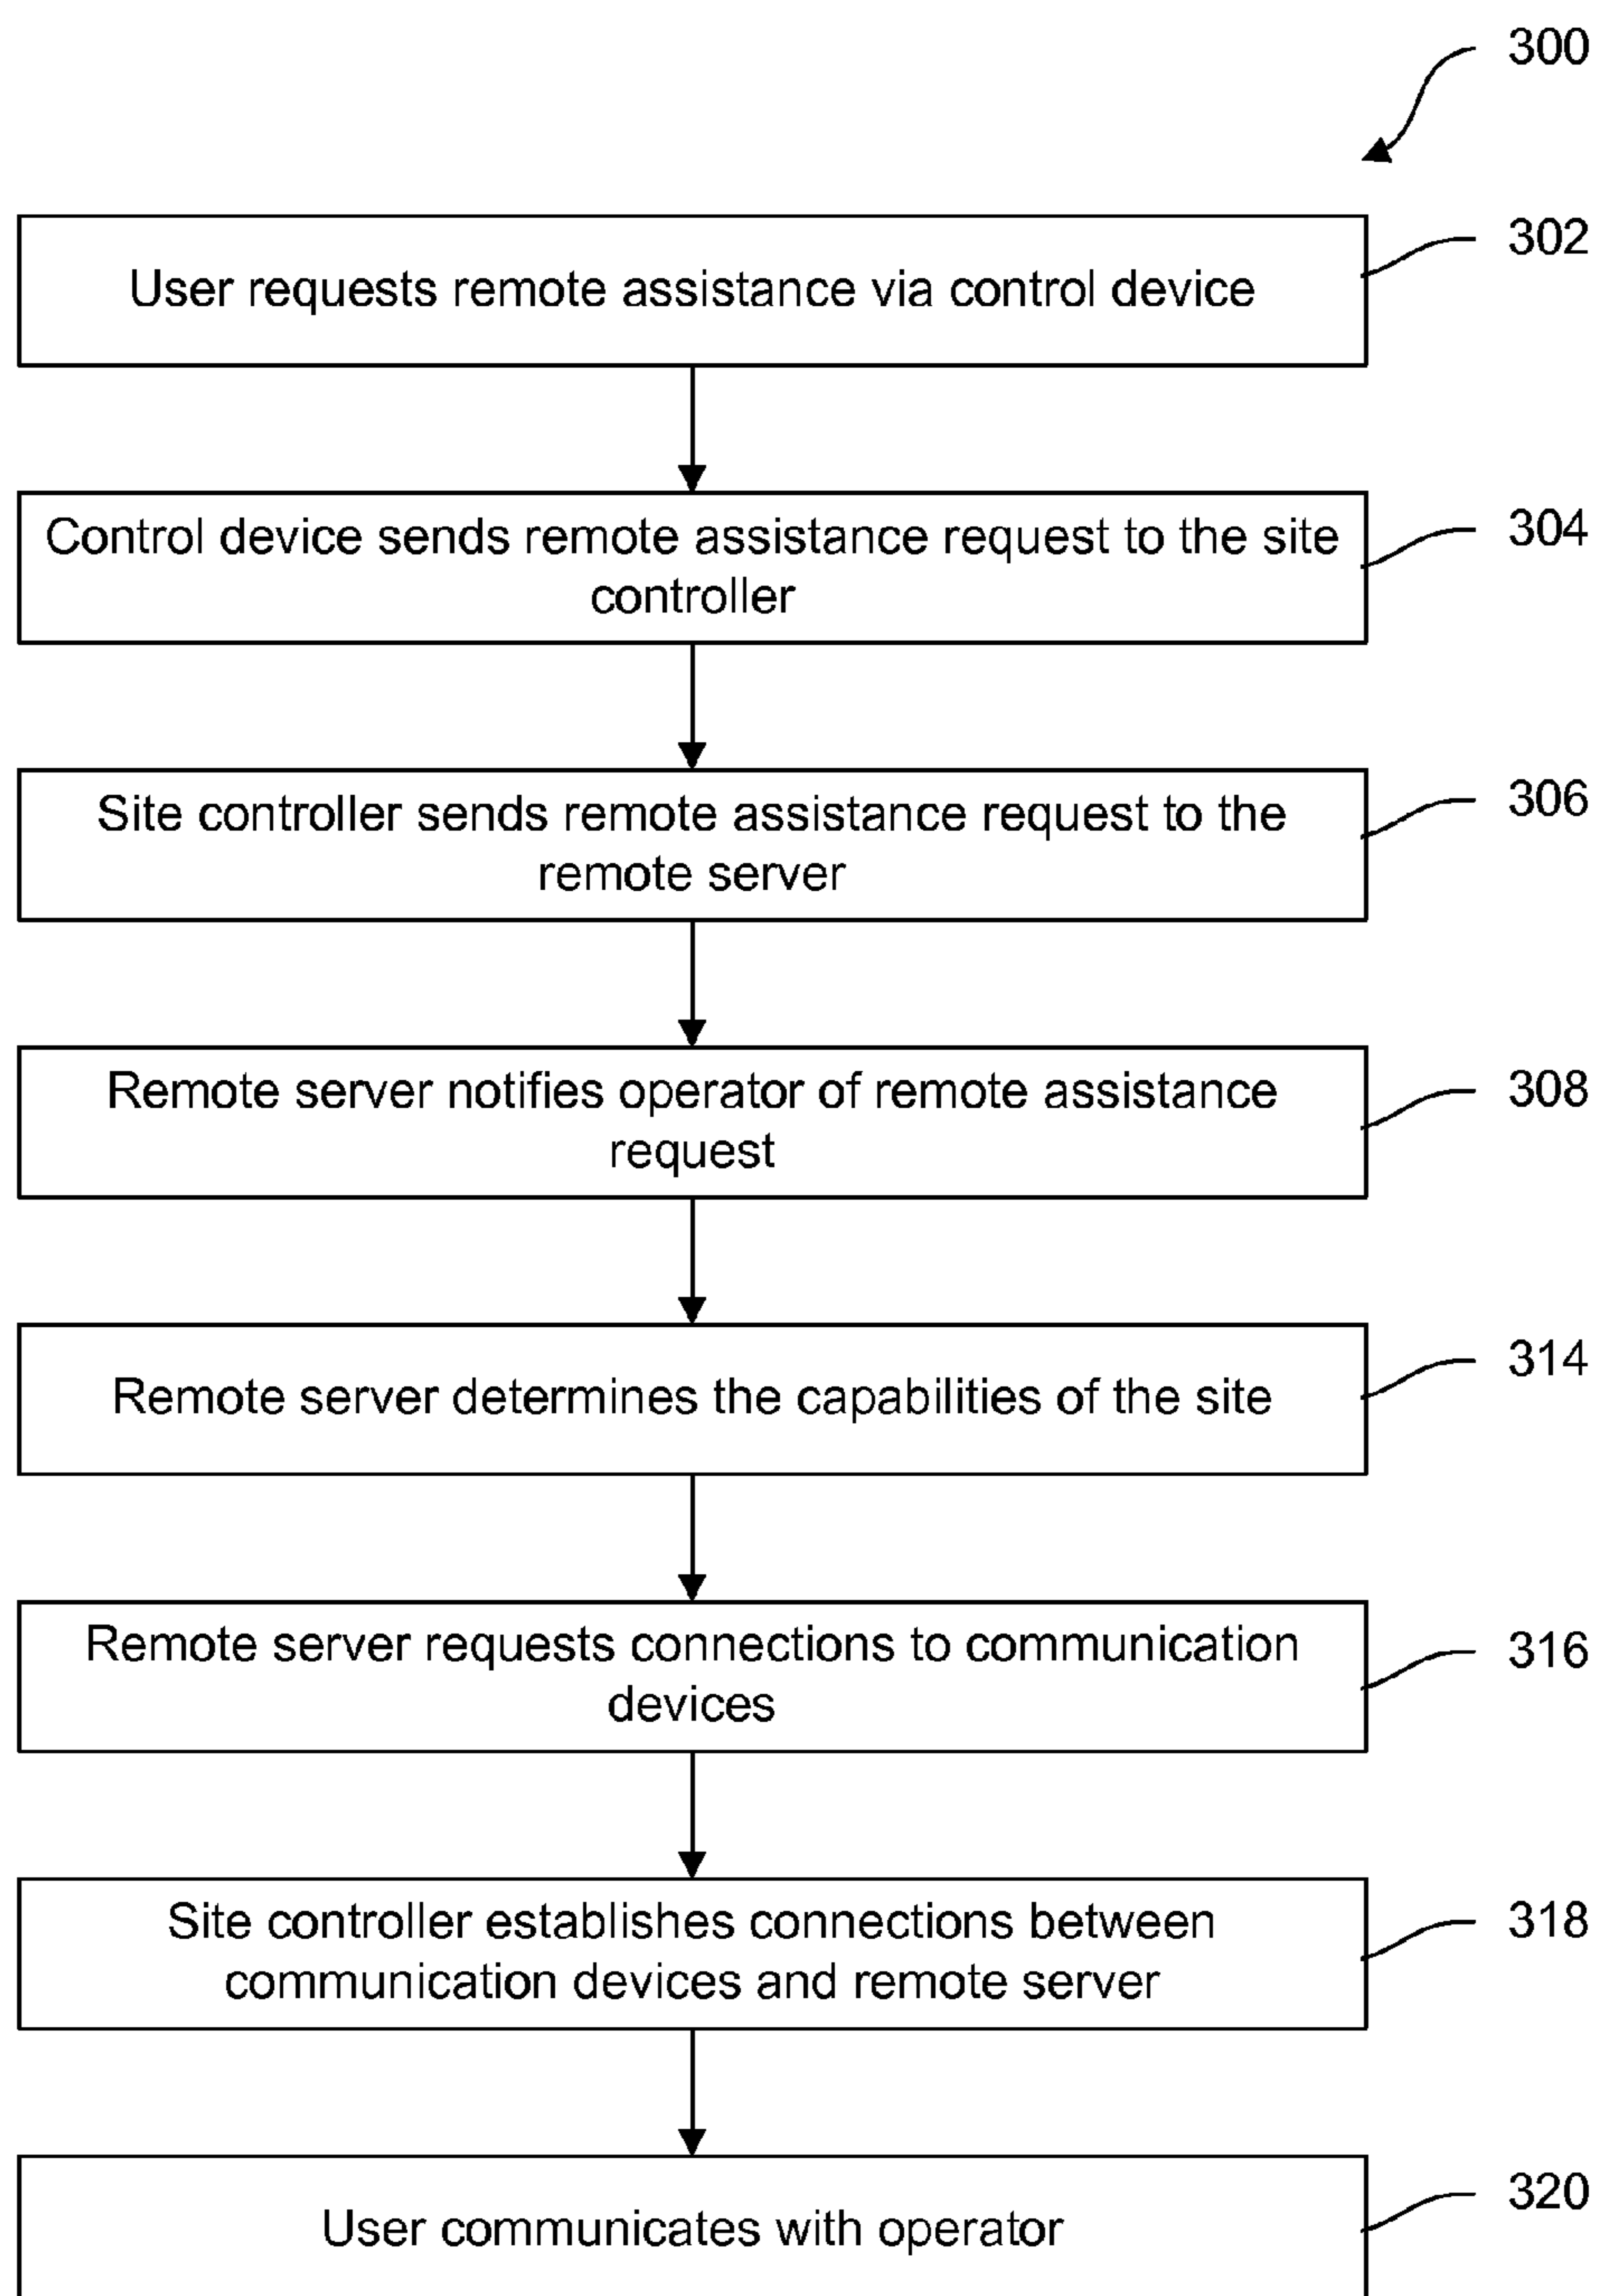 300
302
User requests remote assistance via control device
304
Control device sends remote assistance request to the site
controller
306
Site controller sends remote assistance request to the
remote server
308
Remote server notifies operator of remote assistance
request
314
Remote server determines the capabilities of the site
316
Remote server requests connections to communication
devices
318
Site controller establishes connections between
communication devices and remote server
320
User communicates with operator